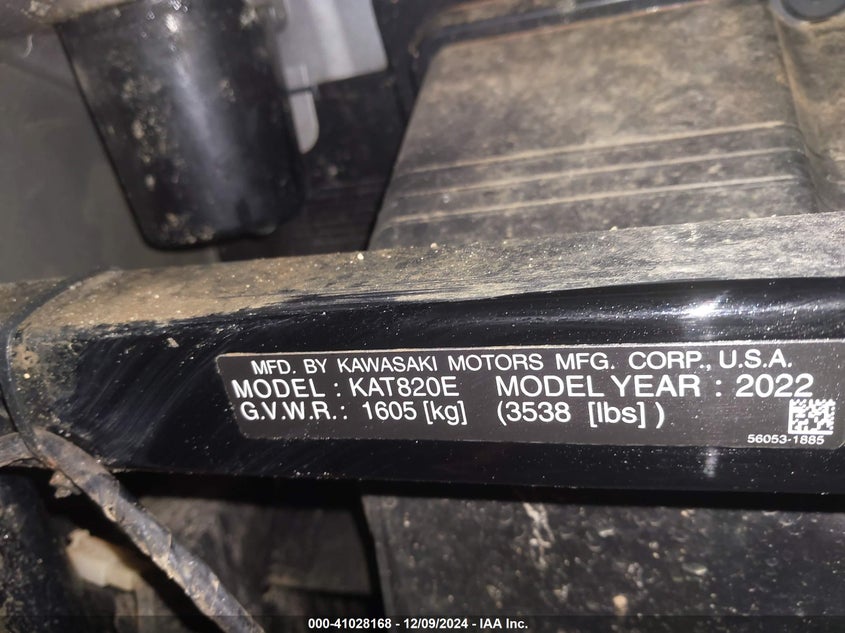 MFD. BY KAWASAKI MOTORS MFG. CORP., U.S.A.
MODEL : KAT820E MODEL YEAR : 2022
G.V.W.R.: 1605 [kg] (3538 [lbs] )
56053-1885
000-41028168 - 12/09/2024 - IAA Inc.